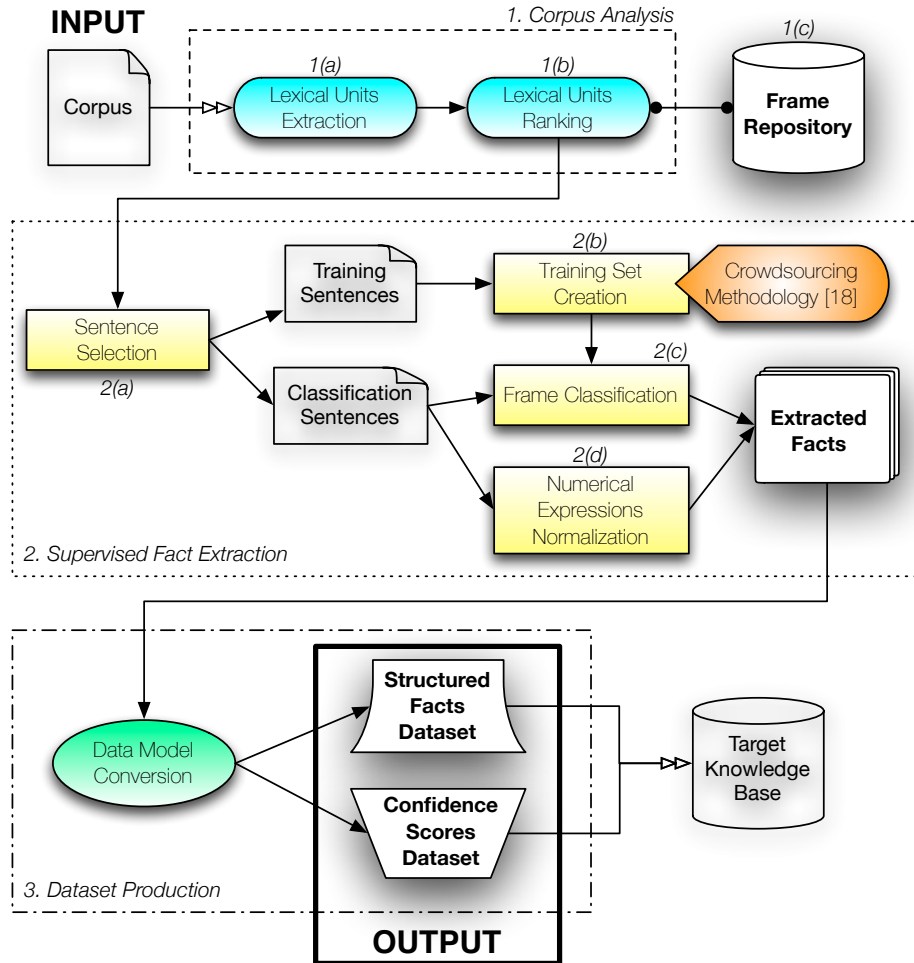 INPUT
1. Corpus Analysis
1(a)
1(b)
1(c)
Corpus
Lexical Units
Extraction
Lexical Units
Ranking
Frame
Repository
2(b)
Training
Sentences
Training Set
Creation
Crowdsourcing
Methodology [18]
Sentence
Selection
2(a)
2(c)
Classification
Sentences
Frame Classification
Extracted
Facts
2(d)
Numerical
Expressions
Normalization
2. Supervised Fact Extraction
Structured
Facts
Dataset
Data Model
Conversion
Target
Knowledge
Base
Confidence
Scores
Dataset
3. Dataset Production
OUTPUT